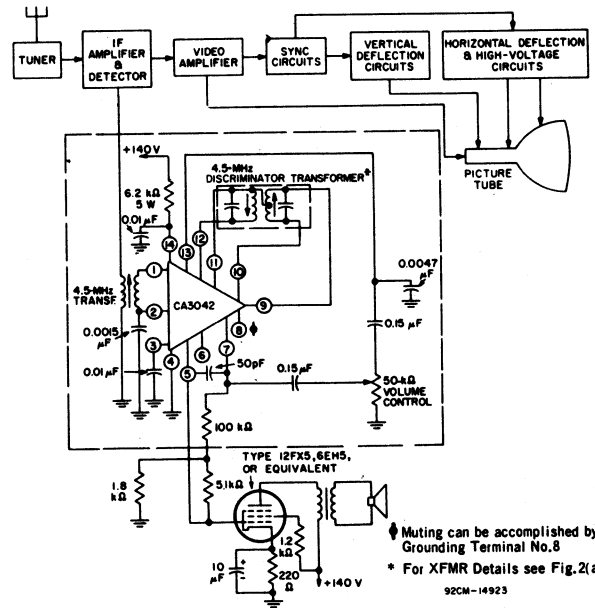 TUNER
IF
AMPLIFIER
&
DETECTOR
VIDEO
AMPLIFIER
SYNC
CIRCUITS
VERTICAL
DEFLECTION
CIRCUITS
HORIZONTAL DEFLECTION
& HIGH-VOLTAGE
CIRCUITS
PICTURE
TUBE
+140V
6.2 kΩ
5 W
0.01 µF
4.5-MHz
DISCRIMINATOR TRANSFORMER*
14
13
12
11
10
0.0047
µF
4.5-MHz
TRANSF.
1
2
3
4
5
6
7
8
9
CA3042
ϕ
0.15µF
0.0015
µF
0.01µF
50pF
0.15µF
50-kΩ
VOLUME
CONTROL
100 kΩ
TYPE 12FX5,6EH5,
OR EQUIVALENT
1.8
kΩ
5.1kΩ
1.2
kΩ
10
µF
220
Ω
+140 V
ϕ Muting can be accomplished by
Grounding Terminal No.8
* For XFMR Details see Fig.2(a
92CM-14923